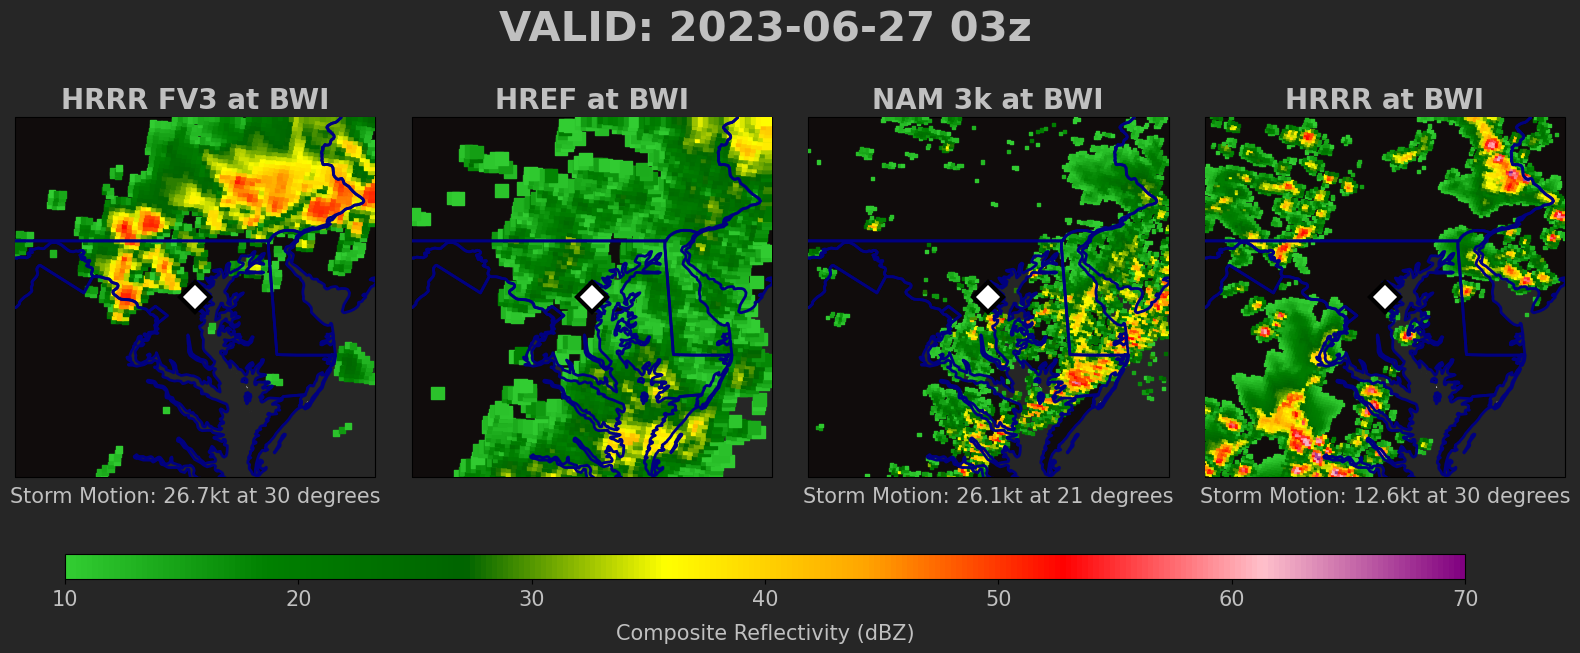 VALID: 2023-06-27 03z
HRRR FV3 at BWI
HREF at BWI
NAM 3k at BWI
HRRR at BWI
Storm Motion: 26.7kt at 30 degrees
Storm Motion: 26.1kt at 21 degrees
Storm Motion: 12.6kt at 30 degrees
10 20 30 40 50 60 70
Composite Reflectivity (dBZ)